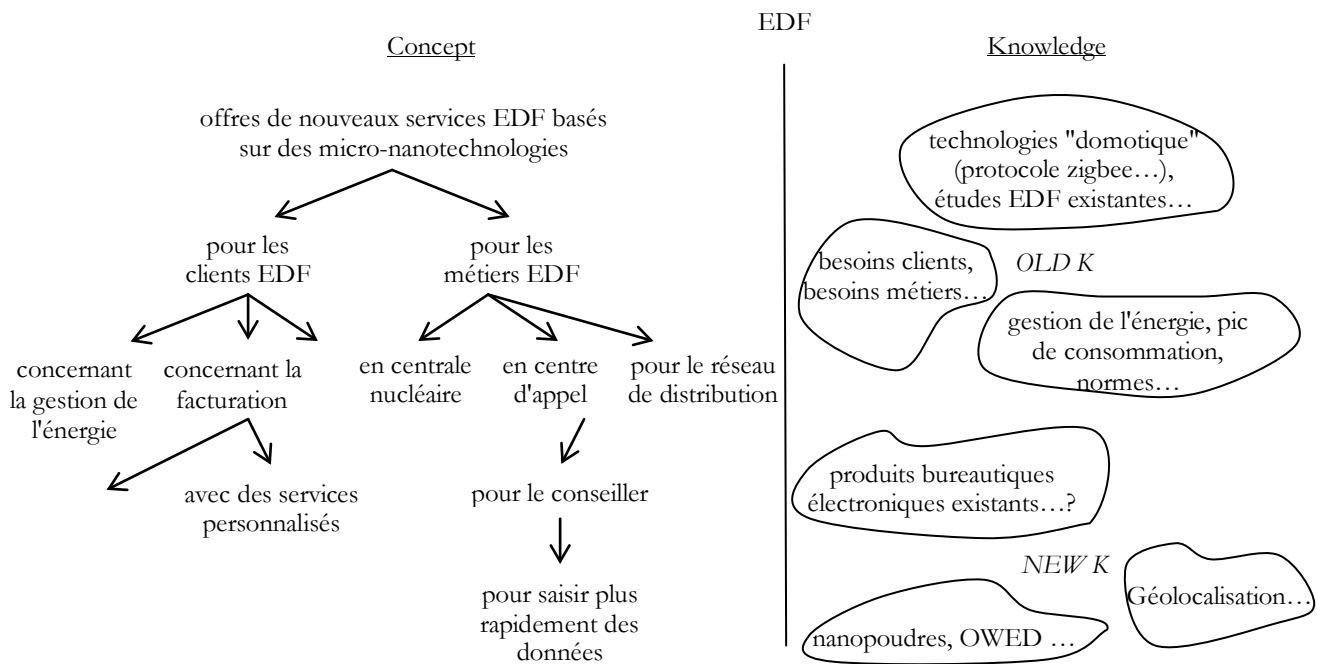 EDF
Concept
Knowledge
offres de nouveaux services EDF basés
sur des micro-nanotechnologies
pour les
clients EDF
pour les
métiers EDF
concernant
la gestion de
l'énergie
concernant la
facturation
en centrale
nucléaire
en centre
d'appel
pour le réseau
de distribution
avec des services
personnalisés
pour le conseiller
pour saisir plus
rapidement des
données
technologies "domotique"
(protocole zigbee…),
études EDF existantes…
besoins clients,
besoins métiers…
OLD K
gestion de l'énergie, pic
de consommation,
normes…
produits bureautiques
électroniques existants…?
NEW K
Géolocalisation…
nanopoudres, OWED …